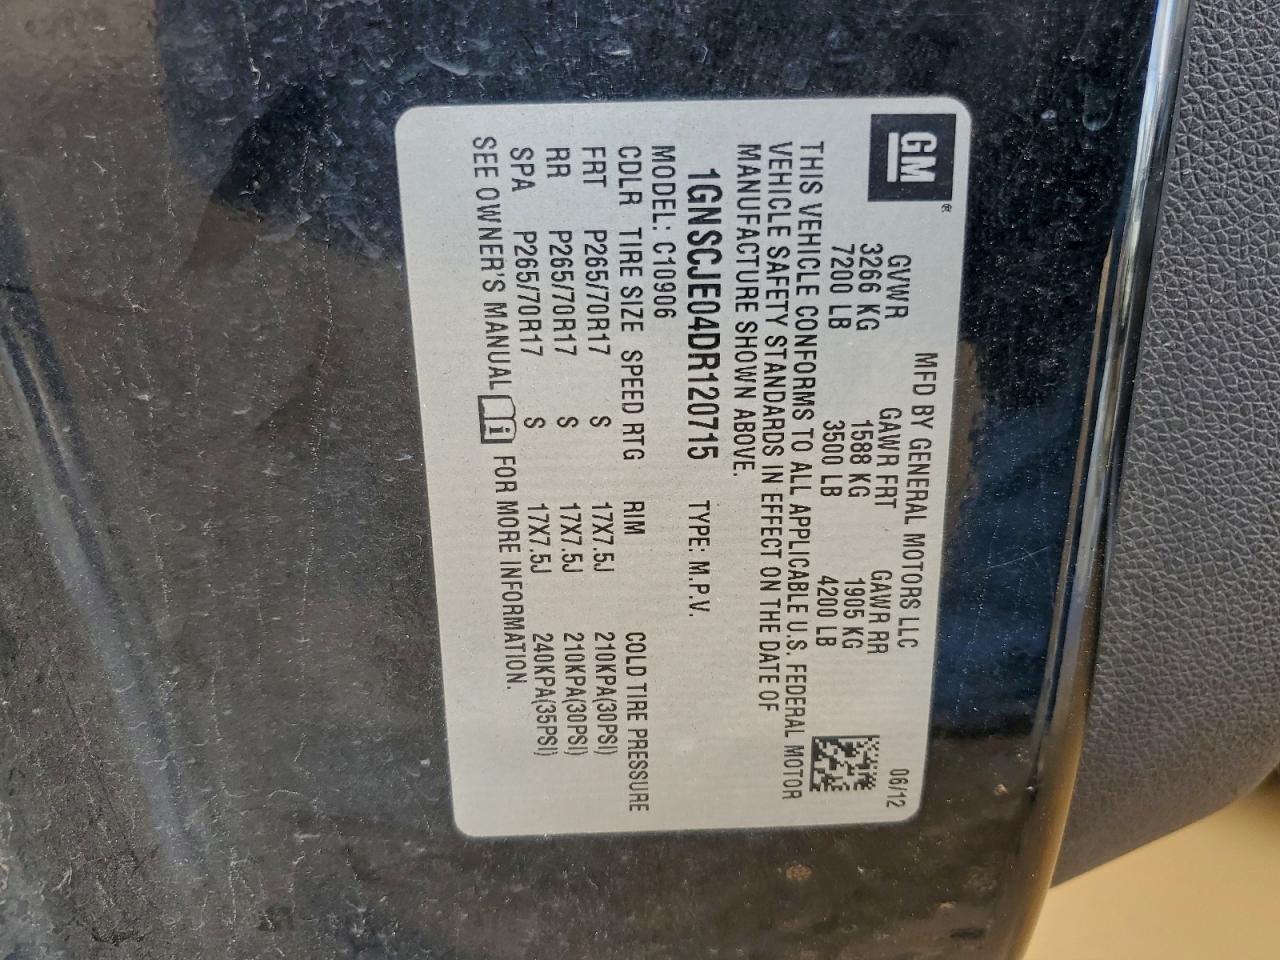 GM®
MFD BY GENERAL MOTORS LLC 06/12
GVWR GAWR FRT GAWR RR
3266 KG 1588 KG 1905 KG
7200 LB 3500 LB 4200 LB
THIS VEHICLE CONFORMS TO ALL APPLICABLE U.S. FEDERAL MOTOR
VEHICLE SAFETY STANDARDS IN EFFECT ON THE DATE OF
MANUFACTURE SHOWN ABOVE.
1GNSCJE04DR120715 TYPE: M.P.V.
MODEL: C10906
CDLR TIRE SIZE SPEED RTG RIM COLD TIRE PRESSURE
FRT P265/70R17 S 17X7.5J 210KPA(30PSI)
RR P265/70R17 S 17X7.5J 210KPA(30PSI)
SPA P265/70R17 S 17X7.5J 240KPA(35PSI)
SEE OWNER'S MANUAL i FOR MORE INFORMATION.